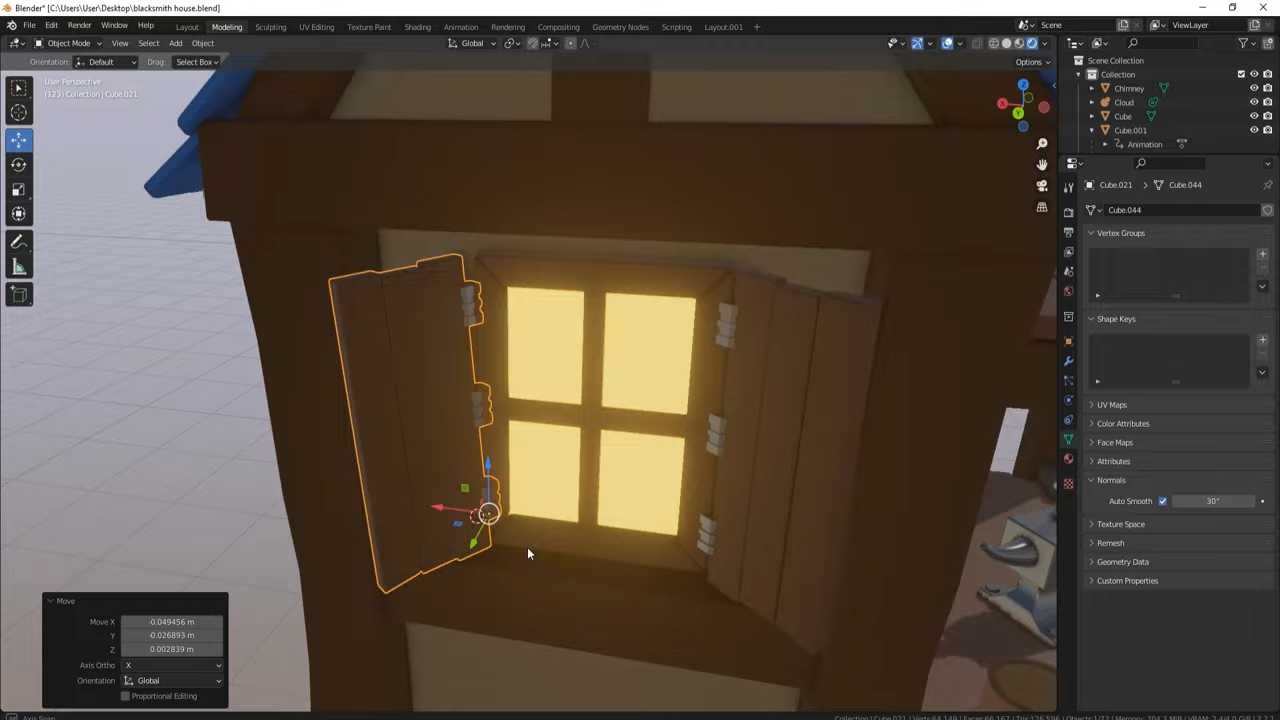 Blender* [C:\Users\User\Desktop\blacksmith house.blend]
File Edit Render Window Help Layout Modeling Sculpting UV Editing Texture Paint Shading Animation Rendering Compositing Geometry Nodes Scripting Layout.001 + Scene ViewLayer
Object Mode View Select Add Object Global
Orientation: Default Drag: Select Box Options
User Perspective
(123) Collection | Cube.021
X
Y
Z
Scene Collection
Collection
Chimney
Cloud
Cube
Cube.001
Animation
Cube.021 > Cube.044
Cube.044
Vertex Groups
Shape Keys
UV Maps
Color Attributes
Face Maps
Attributes
Normals
Auto Smooth 30°
Texture Space
Remesh
Geometry Data
Custom Properties
Move
Move X -0.049456 m
Y -0.026893 m
Z 0.002839 m
Axis Ortho X
Orientation Global
Proportional Editing